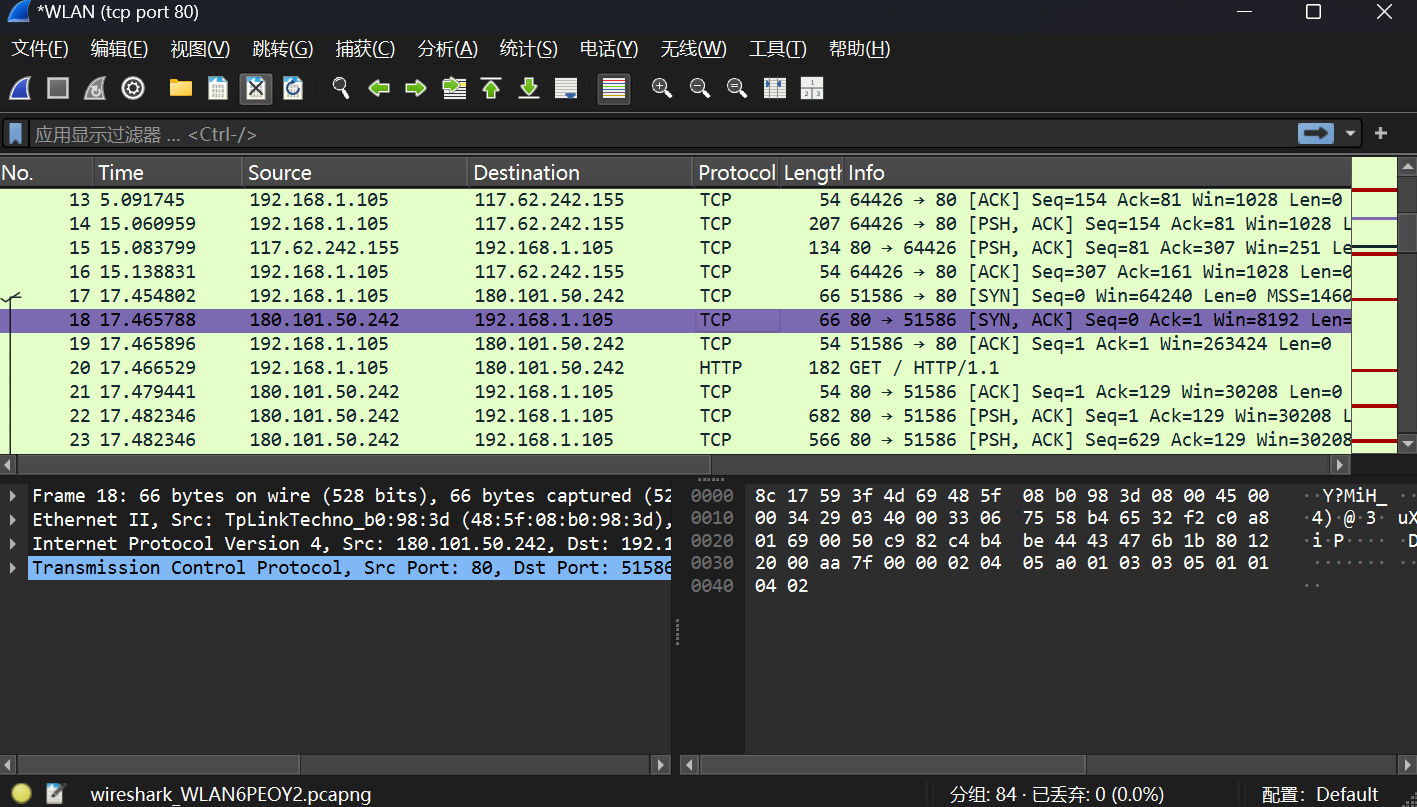 *WLAN (tcp port 80)
文件(F) 编辑(E) 视图(V) 跳转(G) 捕获(C) 分析(A) 统计(S) 电话(Y) 无线(W) 工具(T) 帮助(H)
应用显示过滤器 … <Ctrl-/>
No. Time Source Destination Protocol Length Info
13 5.091745 192.168.1.105 117.62.242.155 TCP 54 64426 → 80 [ACK] Seq=154 Ack=81 Win=1028 Len=0
14 15.060959 192.168.1.105 117.62.242.155 TCP 207 64426 → 80 [PSH, ACK] Seq=154 Ack=81 Win=1028 L
15 15.083799 117.62.242.155 192.168.1.105 TCP 134 80 → 64426 [PSH, ACK] Seq=81 Ack=307 Win=251 Le
16 15.138831 192.168.1.105 117.62.242.155 TCP 54 64426 → 80 [ACK] Seq=307 Ack=161 Win=1028 Len=0
17 17.454802 192.168.1.105 180.101.50.242 TCP 66 51586 → 80 [SYN] Seq=0 Win=64240 Len=0 MSS=1460
18 17.465788 180.101.50.242 192.168.1.105 TCP 66 80 → 51586 [SYN, ACK] Seq=0 Ack=1 Win=8192 Len=
19 17.465896 192.168.1.105 180.101.50.242 TCP 54 51586 → 80 [ACK] Seq=1 Ack=1 Win=263424 Len=0
20 17.466529 192.168.1.105 180.101.50.242 HTTP 182 GET / HTTP/1.1
21 17.479441 180.101.50.242 192.168.1.105 TCP 54 80 → 51586 [ACK] Seq=1 Ack=129 Win=30208 Len=0
22 17.482346 180.101.50.242 192.168.1.105 TCP 682 80 → 51586 [PSH, ACK] Seq=1 Ack=129 Win=30208 L
23 17.482346 180.101.50.242 192.168.1.105 TCP 566 80 → 51586 [PSH, ACK] Seq=629 Ack=129 Win=30208
Frame 18: 66 bytes on wire (528 bits), 66 bytes captured (52
Ethernet II, Src: TpLinkTechno_b0:98:3d (48:5f:08:b0:98:3d),
Internet Protocol Version 4, Src: 180.101.50.242, Dst: 192.1
Transmission Control Protocol, Src Port: 80, Dst Port: 51586
0000 8c 17 59 3f 4d 69 48 5f 08 b0 98 3d 08 00 45 00 ··Y?MiH_
0010 00 34 29 03 40 00 33 06 75 58 b4 65 32 f2 c0 a8 ·4)·@·3· uX
0020 01 69 00 50 c9 82 c4 b4 be 44 43 47 6b 1b 80 12 ·i·P···· ·D
0030 20 00 aa 7f 00 00 02 04 05 a0 01 03 03 05 01 01 ······· ··
0040 04 02 ··
wireshark_WLAN6PEOY2.pcapng 分组: 84 · 已丢弃: 0 (0.0%) 配置: Default